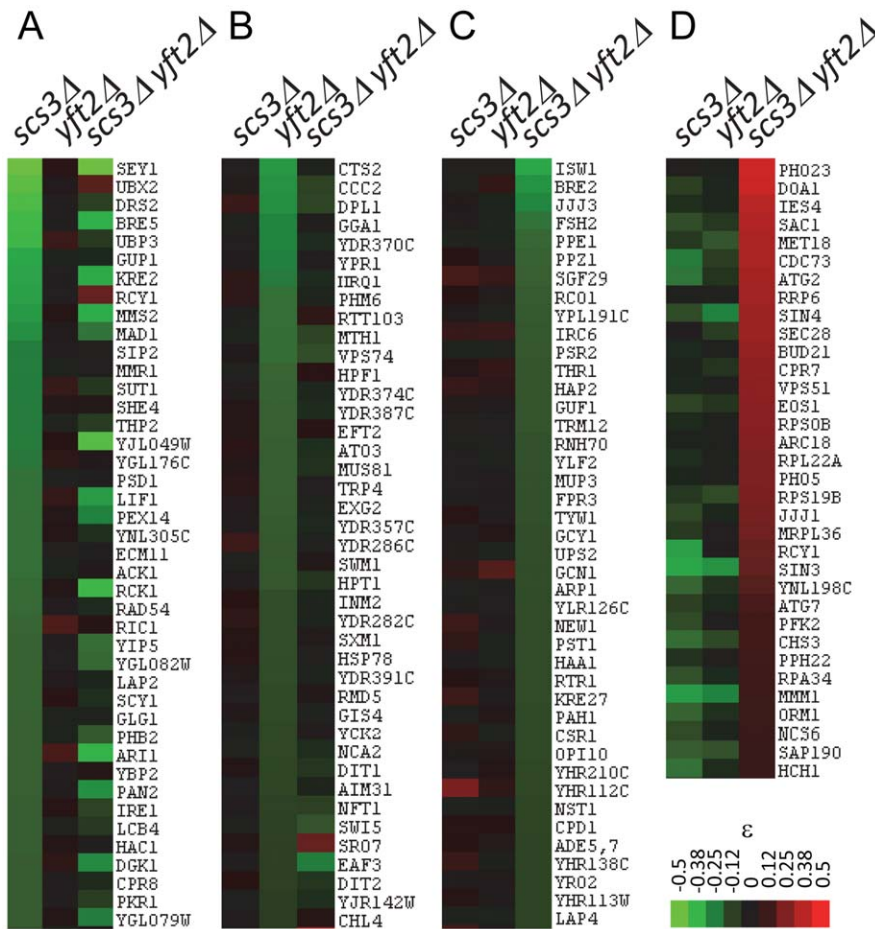 A
scs3Δ
yft2Δ
scs3Δ yft2Δ
SEY1
UBX2
DRS2
BRE5
UBP3
GUP1
KRE2
RCY1
MMS2
MAD1
SIP2
MMR1
SUT1
SHE4
THP2
YJL049W
YGL176C
PSD1
LIF1
PEX14
YNL305C
ECM11
ACK1
RCK1
RAD54
RIC1
YIP5
YGL082W
LAP2
SCY1
GLG1
PHB2
ARI1
YBP2
PAN2
IRE1
LCB4
HAC1
DGK1
CPR8
PKR1
YGL079W
B
scs3Δ
yft2Δ
scs3Δ yft2Δ
CTS2
CCC2
DPL1
GGA1
YDR370C
YPR1
HRQ1
PHM6
RTT103
MTH1
VPS74
HPF1
YDR374C
YDR387C
EFT2
ATO3
MUS81
TRP4
EXG2
YDR357C
YDR286C
SWM1
HPT1
INM2
YDR282C
SXM1
HSP78
YDR391C
RMD5
GIS4
YCK2
NCA2
DIT1
AIM31
NFT1
SWI5
SRO7
EAF3
DIT2
YJR142W
CHL4
C
scs3Δ
yft2Δ
scs3Δ yft2Δ
ISW1
BRE2
JJJ3
FSH2
PPE1
PPZ1
SGF29
RCO1
YPL191C
IRC6
PSR2
THR1
HAP2
GUF1
TRM12
RNH70
YLF2
MUP3
FPR3
TYW1
GCY1
UPS2
GCN1
ARP1
YLR126C
NEW1
PST1
HAA1
RTR1
KRE27
PAH1
CSR1
OPI10
YHR210C
YHR112C
NST1
CPD1
ADE5,7
YHR138C
YRO2
YHR113W
LAP4
D
scs3Δ
yft2Δ
scs3Δ yft2Δ
PHO23
DOA1
IES4
SAC1
MET18
CDC73
ATG2
RRP6
SIN4
SEC28
BUD21
CPR7
VPS51
EOS1
RPS0B
ARC18
RPL22A
PHO5
RPS19B
JJJ1
MRPL36
RCY1
SIN3
YNL198C
ATG7
PFK2
CHS3
PPH22
RPA34
MMM1
ORM1
NCS6
SAP190
HCH1
ε
-0.5
-0.38
-0.25
-0.12
0
0.12
0.25
0.38
0.5